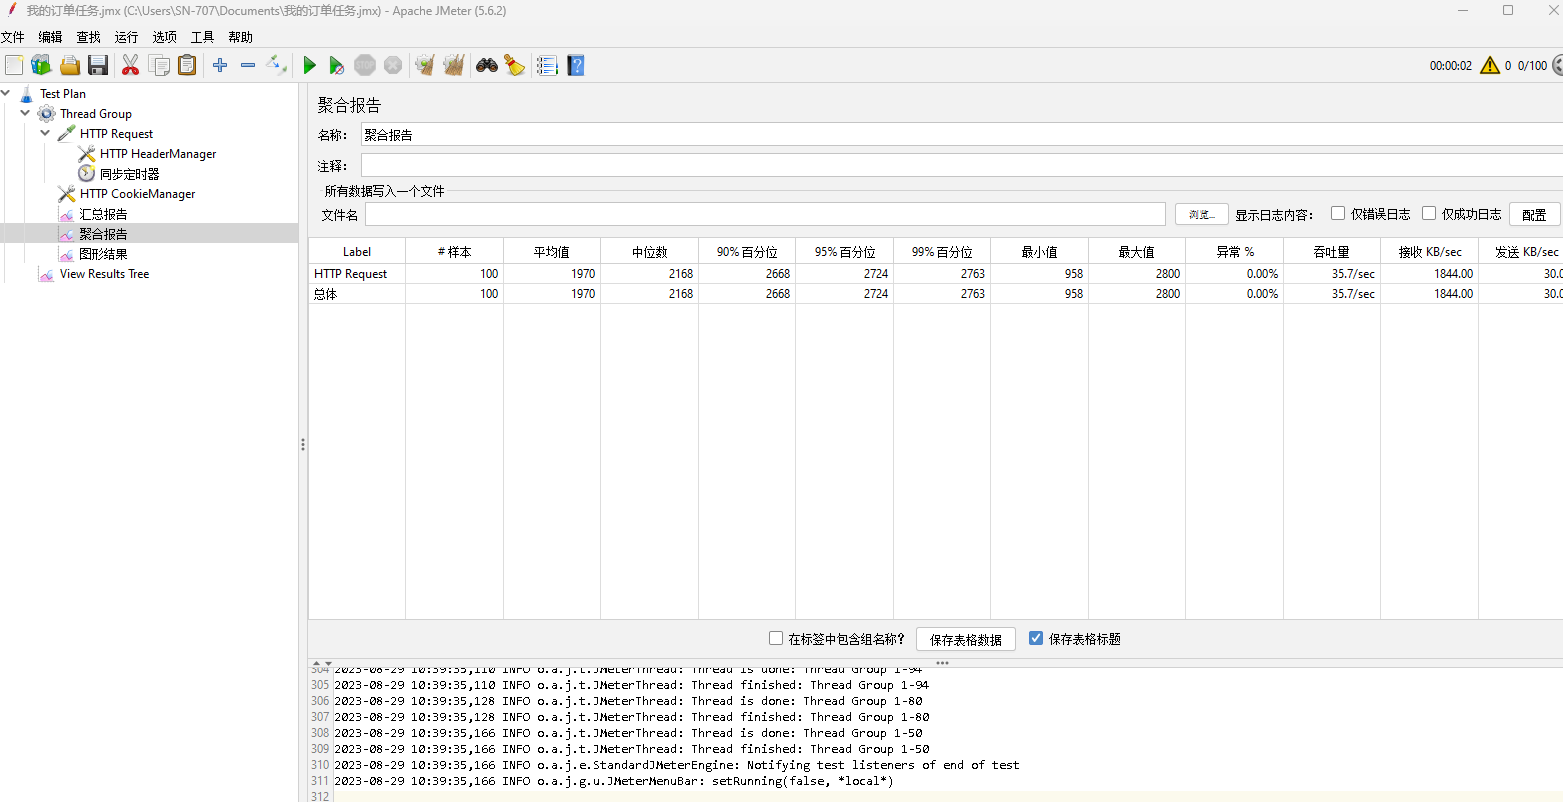 我的订单任务.jmx (C:\Users\SN-707\Documents\我的订单任务.jmx) - Apache JMeter (5.6.2)
文件 编辑 查找 运行 选项 工具 帮助
STOP
00:00:02 0 0/100
Test Plan
Thread Group
HTTP Request
HTTP HeaderManager
同步定时器
HTTP CookieManager
汇总报告
聚合报告
图形结果
View Results Tree
聚合报告
名称： 聚合报告
注释：
所有数据写入一个文件
文件名 浏览... 显示日志内容： 仅错误日志 仅成功日志 配置
Label # 样本 平均值 中位数 90% 百分位 95% 百分位 99% 百分位 最小值 最大值 异常 % 吞吐量 接收 KB/sec 发送 KB/sec
HTTP Request 100 1970 2168 2668 2724 2763 958 2800 0.00% 35.7/sec 1844.00 30.0
总体 100 1970 2168 2668 2724 2763 958 2800 0.00% 35.7/sec 1844.00 30.0
在标签中包含组名称？ 保存表格数据 保存表格标题
304 2023-08-29 10:39:35,110 INFO o.a.j.t.JMeterThread: Thread is done: Thread Group 1-94
305 2023-08-29 10:39:35,110 INFO o.a.j.t.JMeterThread: Thread finished: Thread Group 1-94
306 2023-08-29 10:39:35,128 INFO o.a.j.t.JMeterThread: Thread is done: Thread Group 1-80
307 2023-08-29 10:39:35,128 INFO o.a.j.t.JMeterThread: Thread finished: Thread Group 1-80
308 2023-08-29 10:39:35,166 INFO o.a.j.t.JMeterThread: Thread is done: Thread Group 1-50
309 2023-08-29 10:39:35,166 INFO o.a.j.t.JMeterThread: Thread finished: Thread Group 1-50
310 2023-08-29 10:39:35,166 INFO o.a.j.e.StandardJMeterEngine: Notifying test listeners of end of test
311 2023-08-29 10:39:35,166 INFO o.a.j.g.u.JMeterMenuBar: setRunning(false, *local*)
312